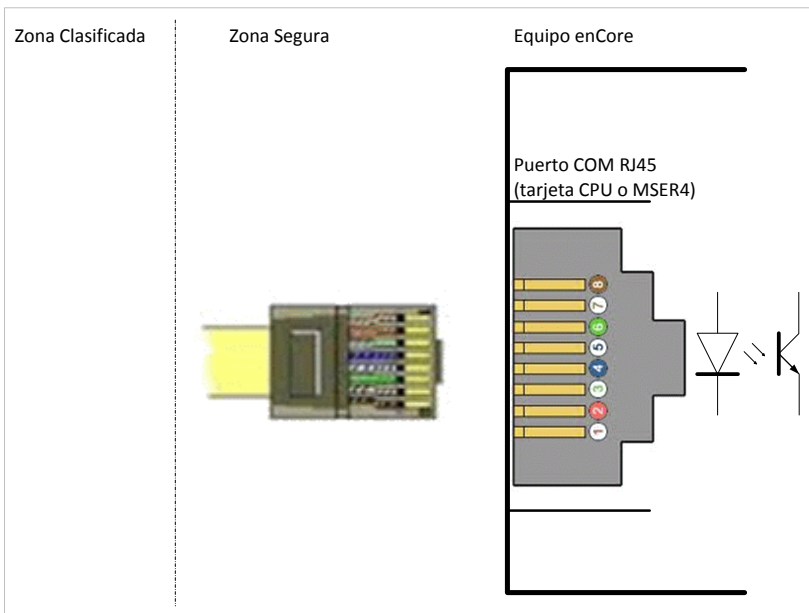 Zona Clasificada
Zona Segura
Equipo enCore
Puerto COM RJ45
(tarjeta CPU o MSER4)
8
7
6
5
4
3
2
1